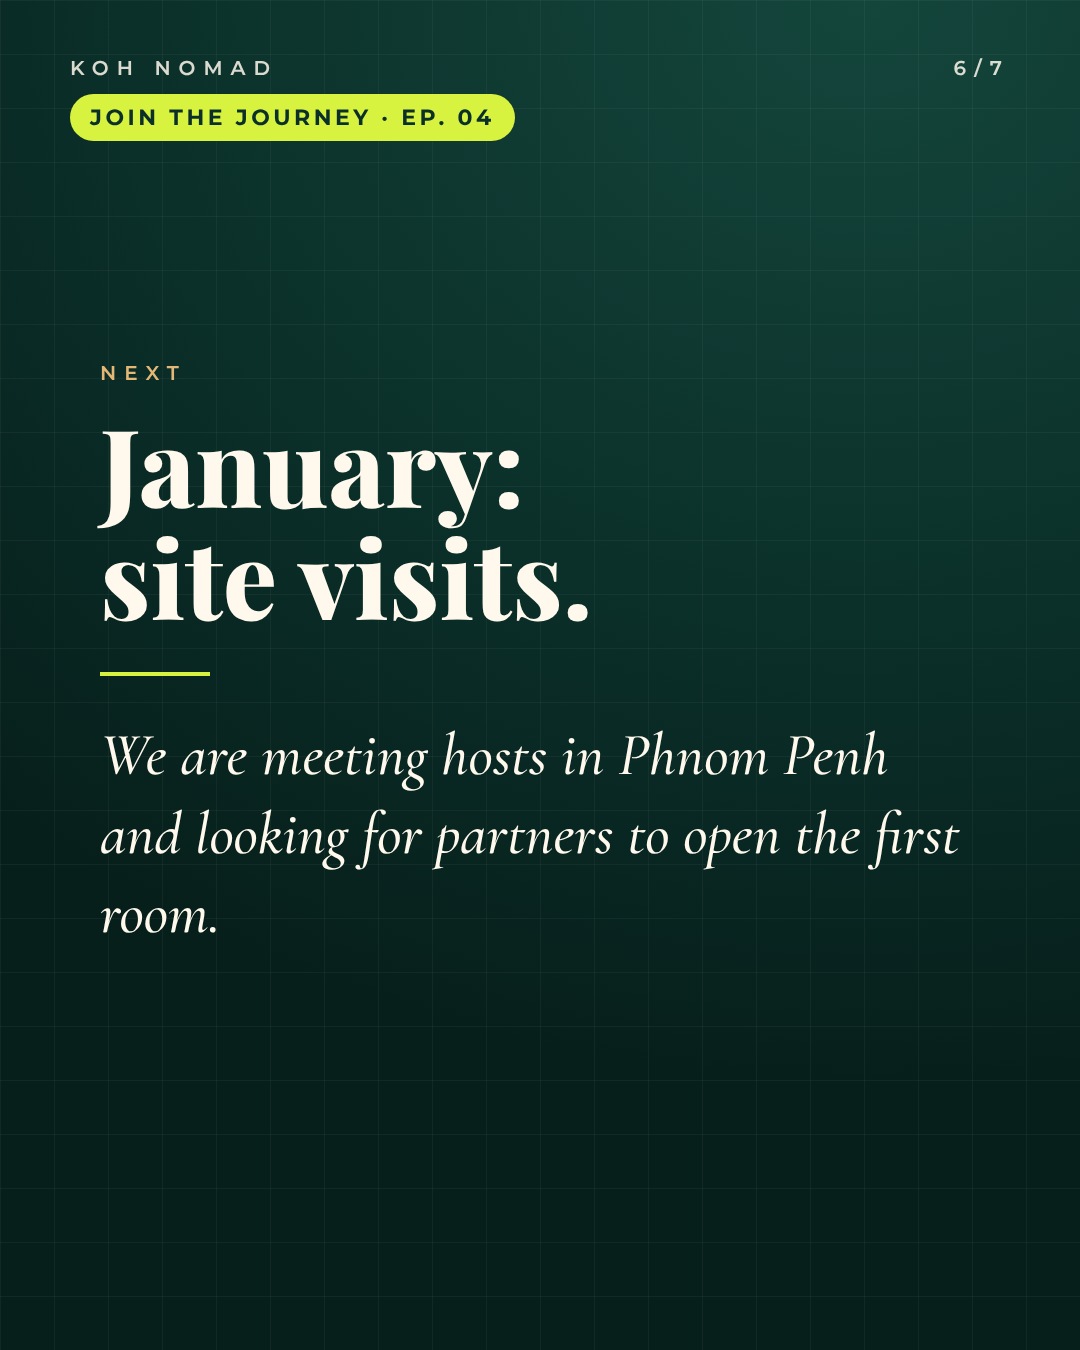 KOH NOMAD
6/7
JOIN THE JOURNEY · EP. 04
NEXT
January:
site visits.
We are meeting hosts in Phnom Penh
and looking for partners to open the first
room.